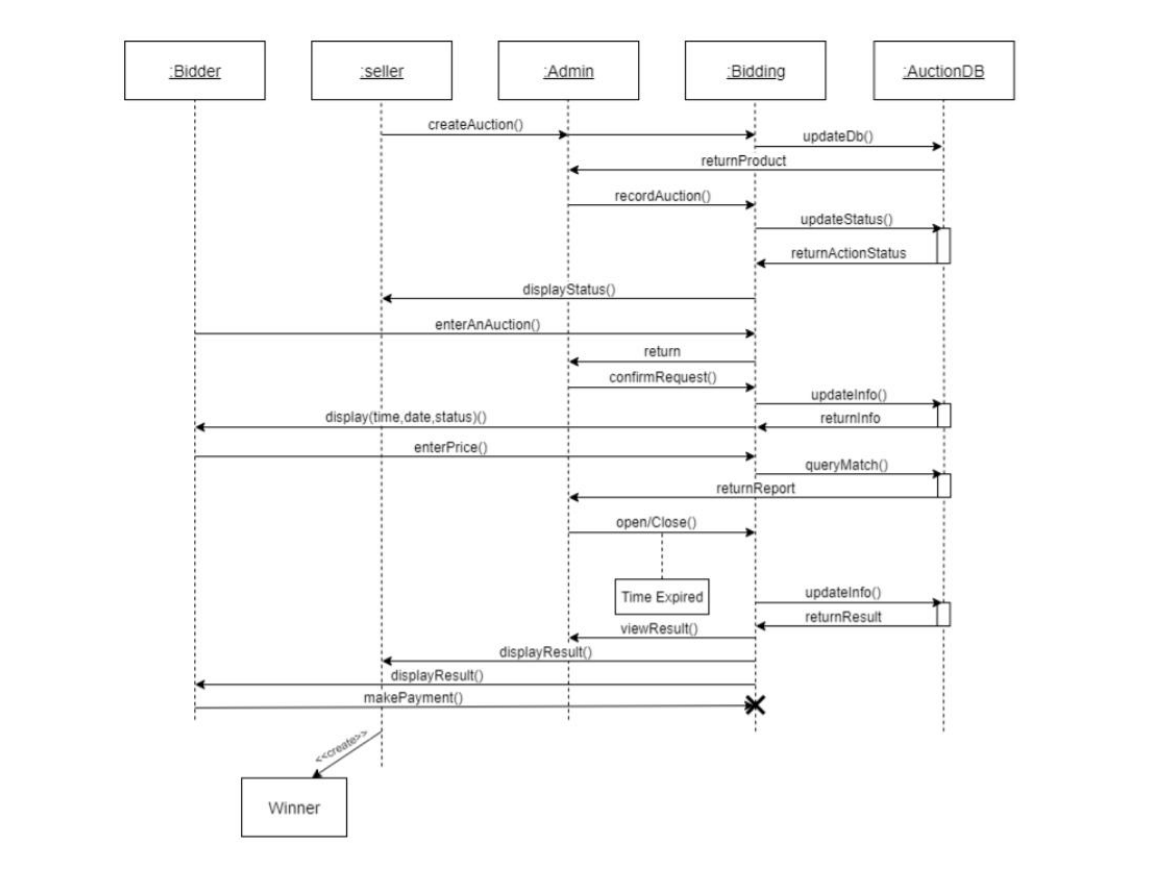 :Bidder
:seller
:Admin
:Bidding
:AuctionDB
createAuction()
updateDb()
returnProduct
recordAuction()
updateStatus()
returnActionStatus
displayStatus()
enterAnAuction()
return
confirmRequest()
updateInfo()
display(time,date,status)()
returnInfo
enterPrice()
queryMatch()
returnReport
open/Close()
Time Expired
updateInfo()
returnResult
viewResult()
displayResult()
displayResult()
makePayment()
<<create>>
Winner